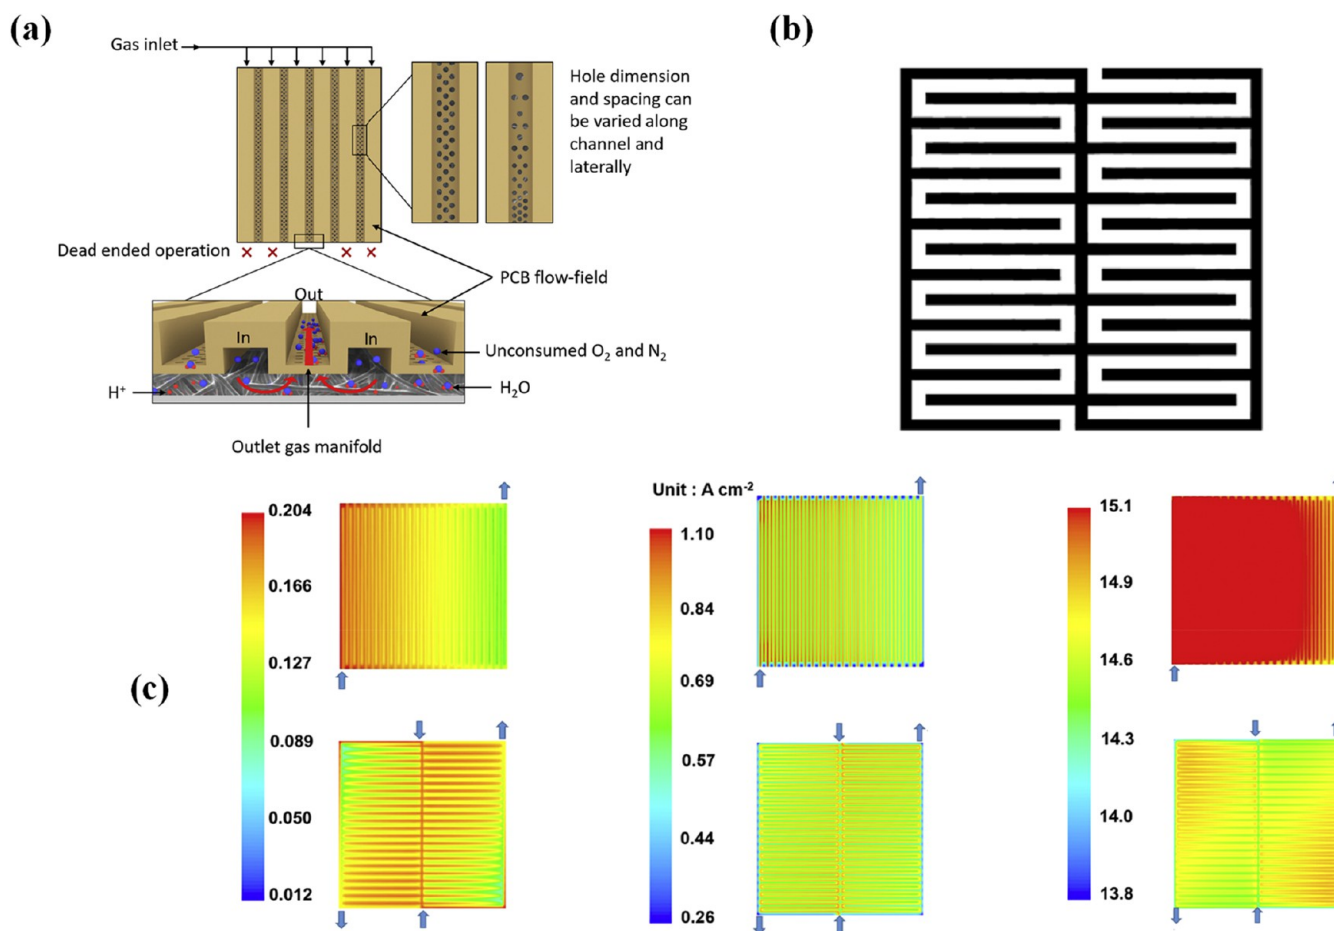 (a)
Gas inlet
Hole dimension
and spacing can
be varied along
channel and
laterally
Dead ended operation
PCB flow-field
Out
In
In
Unconsumed O₂ and N₂
H⁺
H₂O
Outlet gas manifold
(b)
(c)
0.204
0.166
0.127
0.089
0.050
0.012
Unit : A cm⁻²
1.10
0.84
0.69
0.57
0.44
0.26
15.1
14.9
14.6
14.3
14.0
13.8